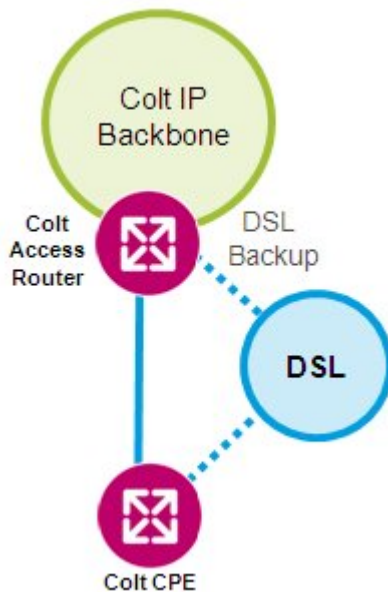 Colt IP
Backbone
Colt
Access
Router
DSL
Backup
DSL
Colt CPE